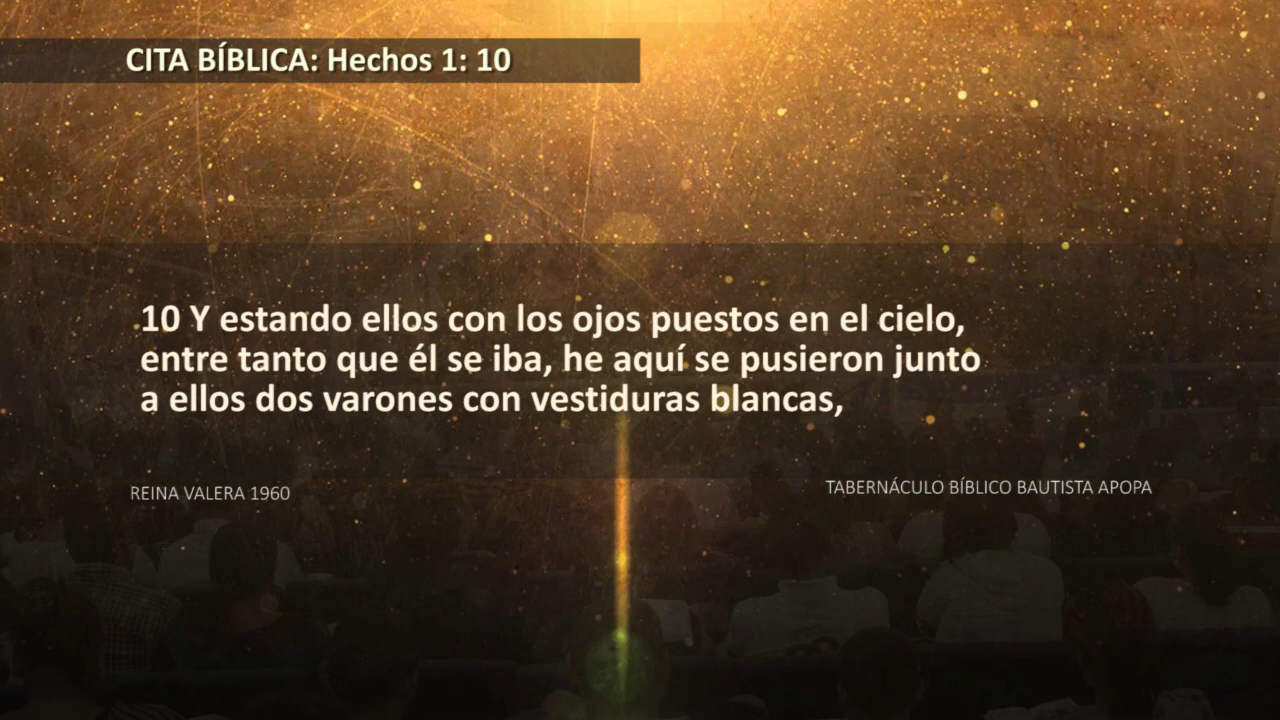 CITA BÍBLICA: Hechos 1: 10
10 Y estando ellos con los ojos puestos en el cielo,
entre tanto que él se iba, he aquí se pusieron junto
a ellos dos varones con vestiduras blancas,
REINA VALERA 1960
TABERNÁCULO BÍBLICO BAUTISTA APOPA